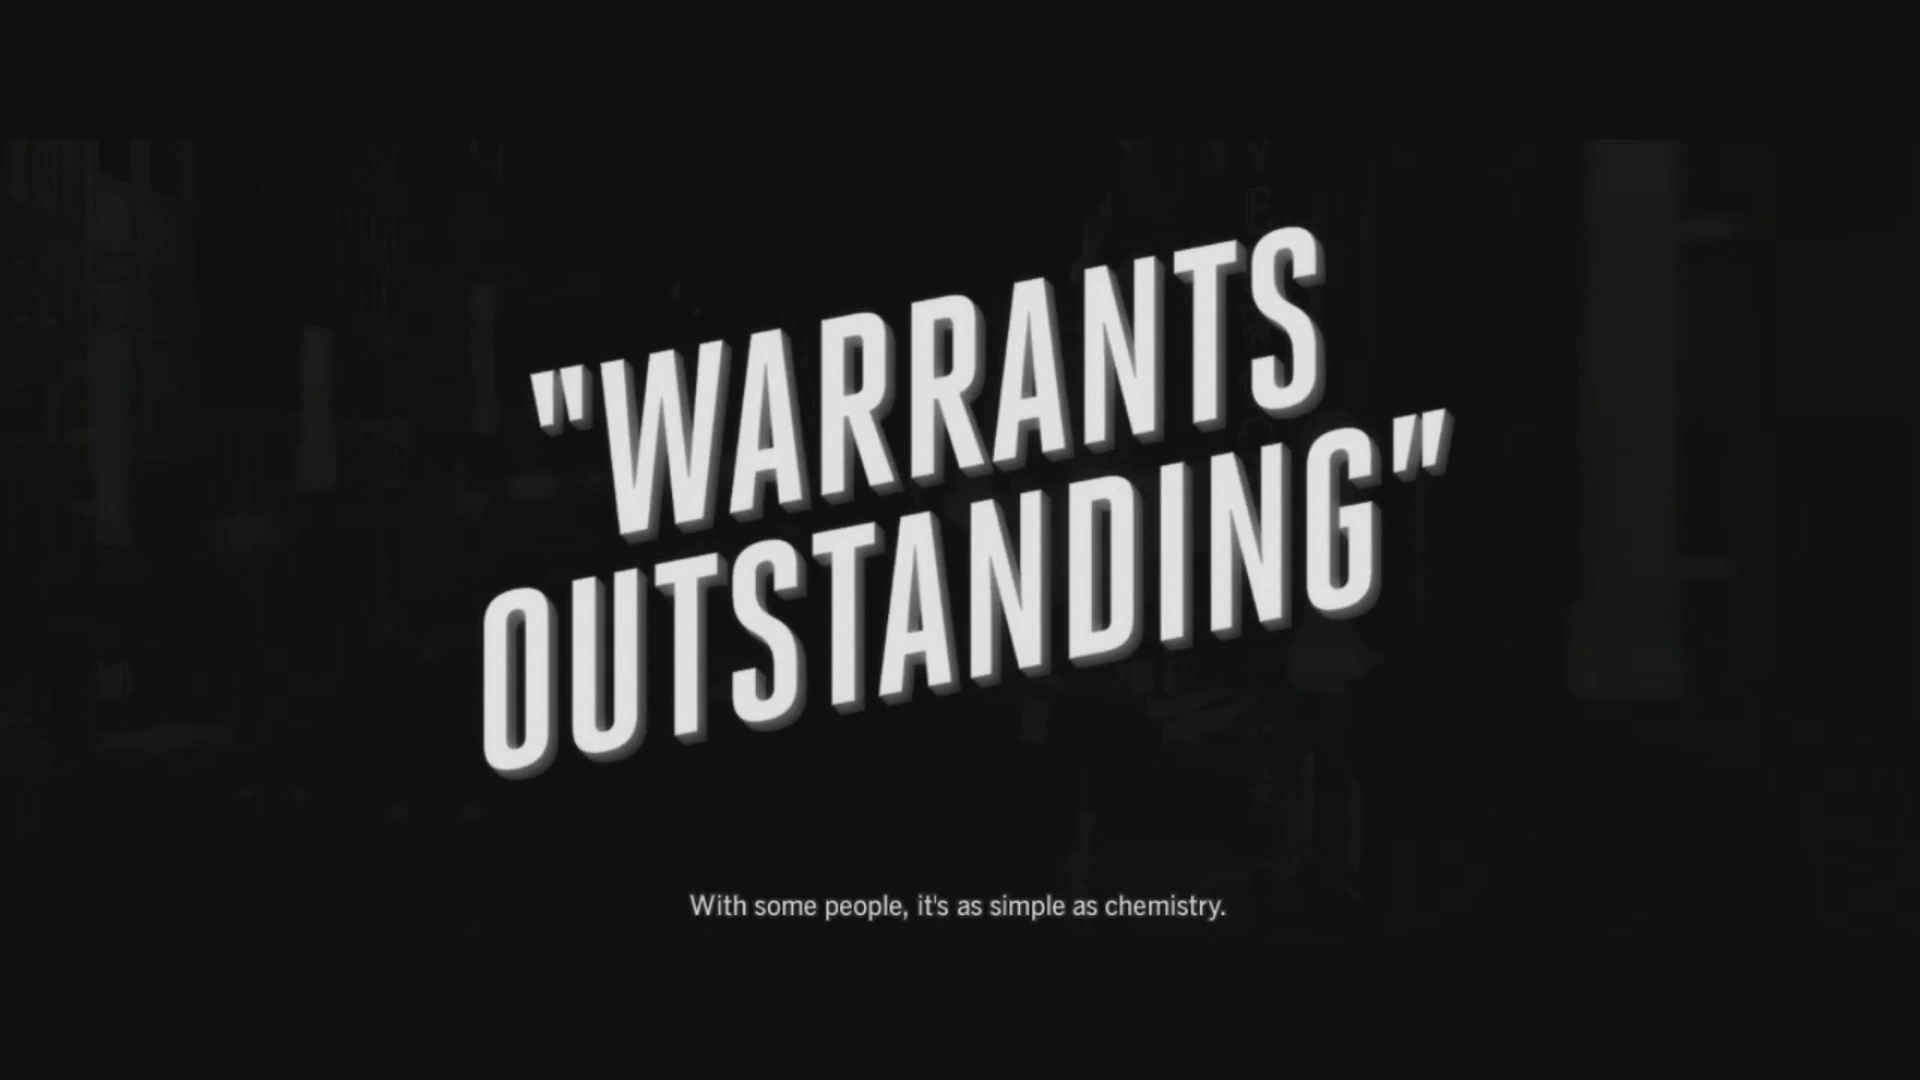 "WARRANTS
OUTSTANDING"
With some people, it's as simple as chemistry.